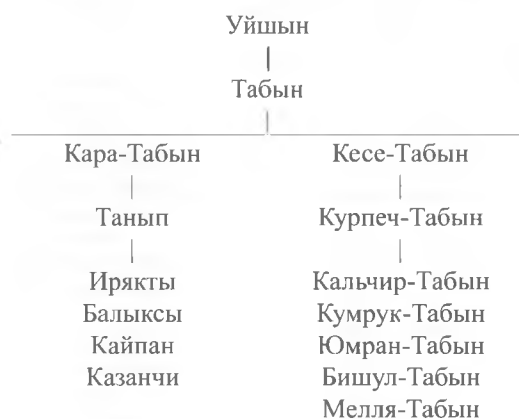 Уйшын
Табын
Кара-Табын Кесе-Табын
Танып Курпеч-Табын
Ирякты Кальчир-Табын
Балыксы Кумрук-Табын
Кайпан Юмран-Табын
Казанчи Бишул-Табын
Мелля-Табын